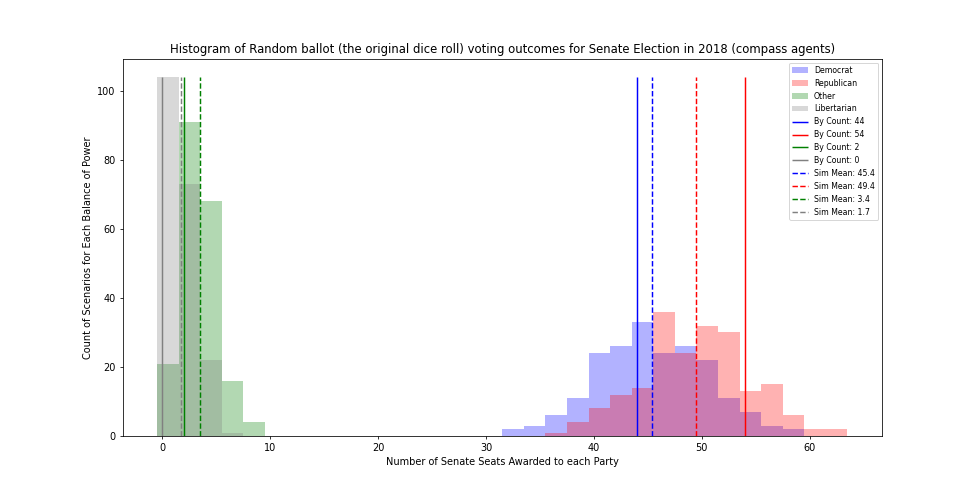 Histogram of Random ballot (the original dice roll) voting outcomes for Senate Election in 2018 (compass agents)
Democrat
Republican
Other
Libertarian
By Count: 44
By Count: 54
By Count: 2
By Count: 0
Sim Mean: 45.4
Sim Mean: 49.4
Sim Mean: 3.4
Sim Mean: 1.7
Count of Scenarios for Each Balance of Power
100
80
60
40
20
0
0 10 20 30 40 50 60
Number of Senate Seats Awarded to each Party